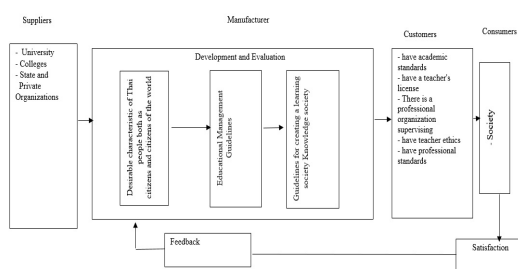 Suppliers
Manufacturer
Customers
Consumers
- University
- Colleges
- State and
Private
Organizations
Development and Evaluation
Desirable characteristic of Thai
people both as
citizens and citizens of the world
Educational Management
Guidelines
Guidelines for creating a learning
society Knowledge society
- have academic
standards
- have a teacher's
license
- There is a
professional
organization
supervising
- have teacher ethics
- have professional
standards
- Society
Feedback
Satisfaction